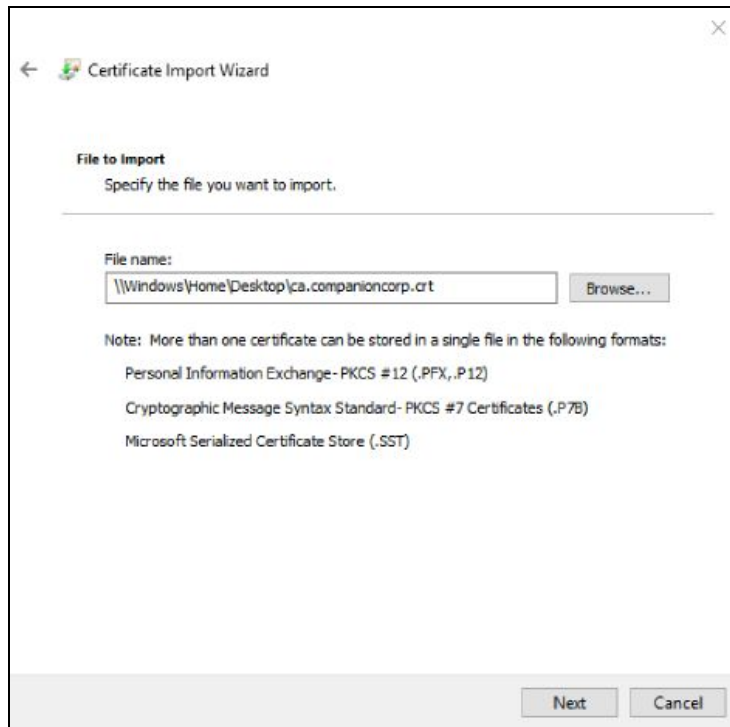 Certificate Import Wizard
File to Import
Specify the file you want to import.
File name:
\\Windows\Home\Desktop\ca.companioncorp.crt
Browse...
Note: More than one certificate can be stored in a single file in the following formats:
Personal Information Exchange- PKCS #12 (.PFX,.P12)
Cryptographic Message Syntax Standard- PKCS #7 Certificates (.P7B)
Microsoft Serialized Certificate Store (.SST)
Next
Cancel